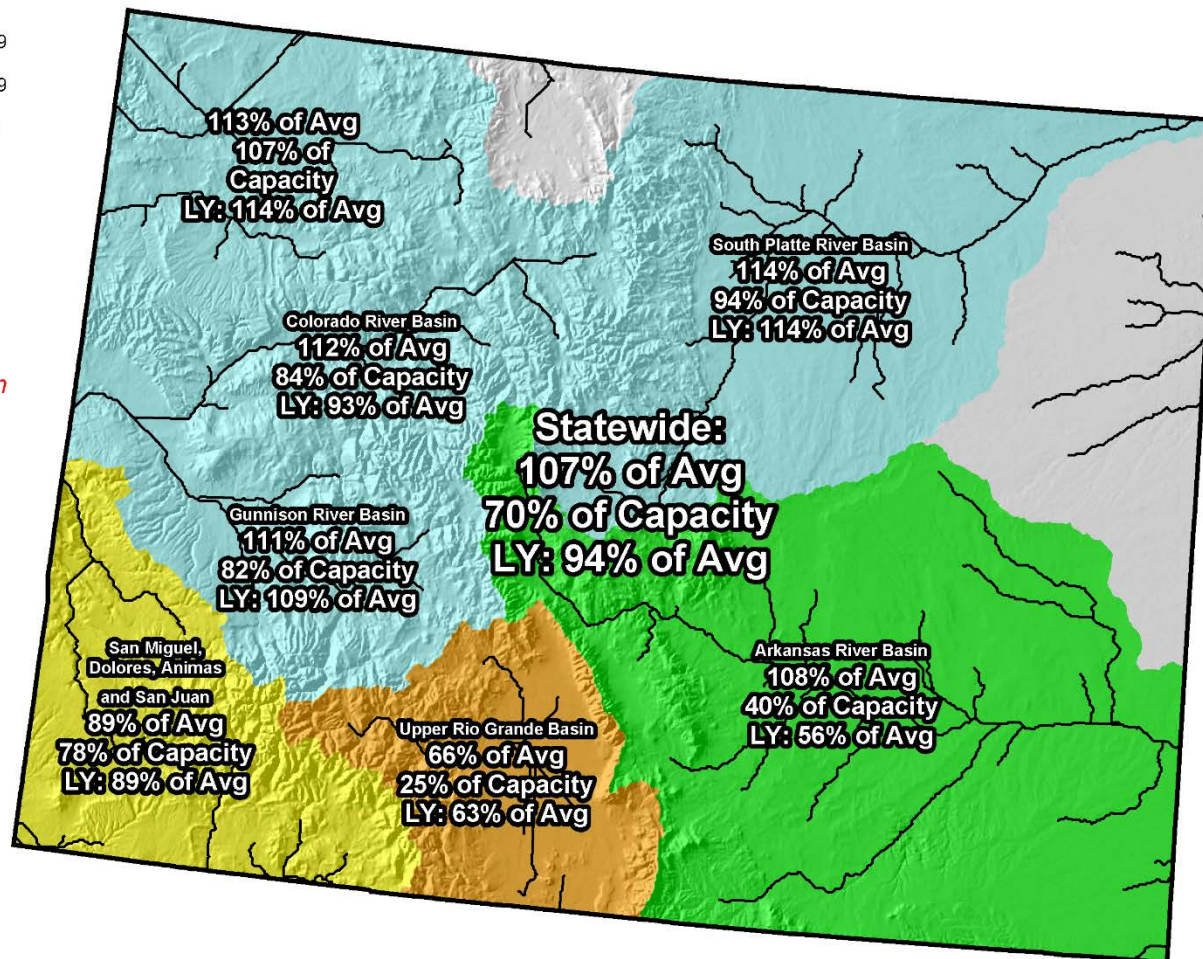 9
9
n
113% of Avg
107% of
Capacity
LY: 114% of Avg
South Platte River Basin
114% of Avg
94% of Capacity
LY: 114% of Avg
Colorado River Basin
112% of Avg
84% of Capacity
LY: 93% of Avg
Statewide:
107% of Avg
70% of Capacity
LY: 94% of Avg
Gunnison River Basin
111% of Avg
82% of Capacity
LY: 109% of Avg
San Miguel,
Dolores, Animas
and San Juan
89% of Avg
78% of Capacity
LY: 89% of Avg
Upper Rio Grande Basin
66% of Avg
25% of Capacity
LY: 63% of Avg
Arkansas River Basin
108% of Avg
40% of Capacity
LY: 56% of Avg